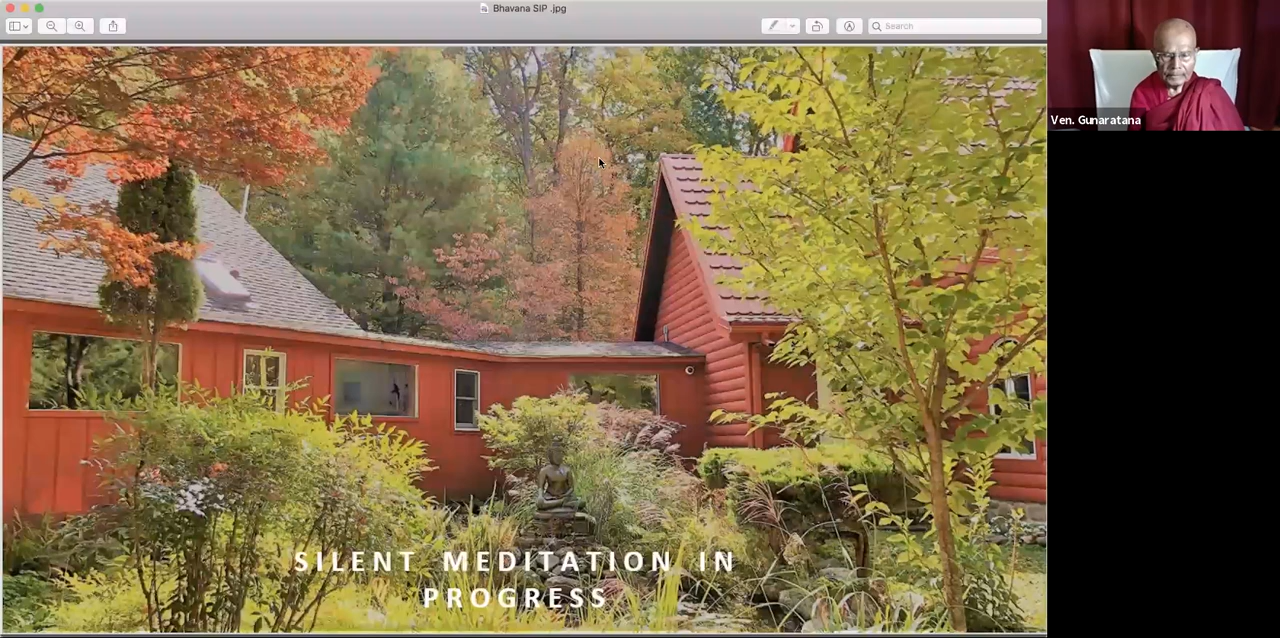 Bhavana SIP .jpg
Search
Ven. Gunaratana
SILENT MEDITATION IN
PROGRESS